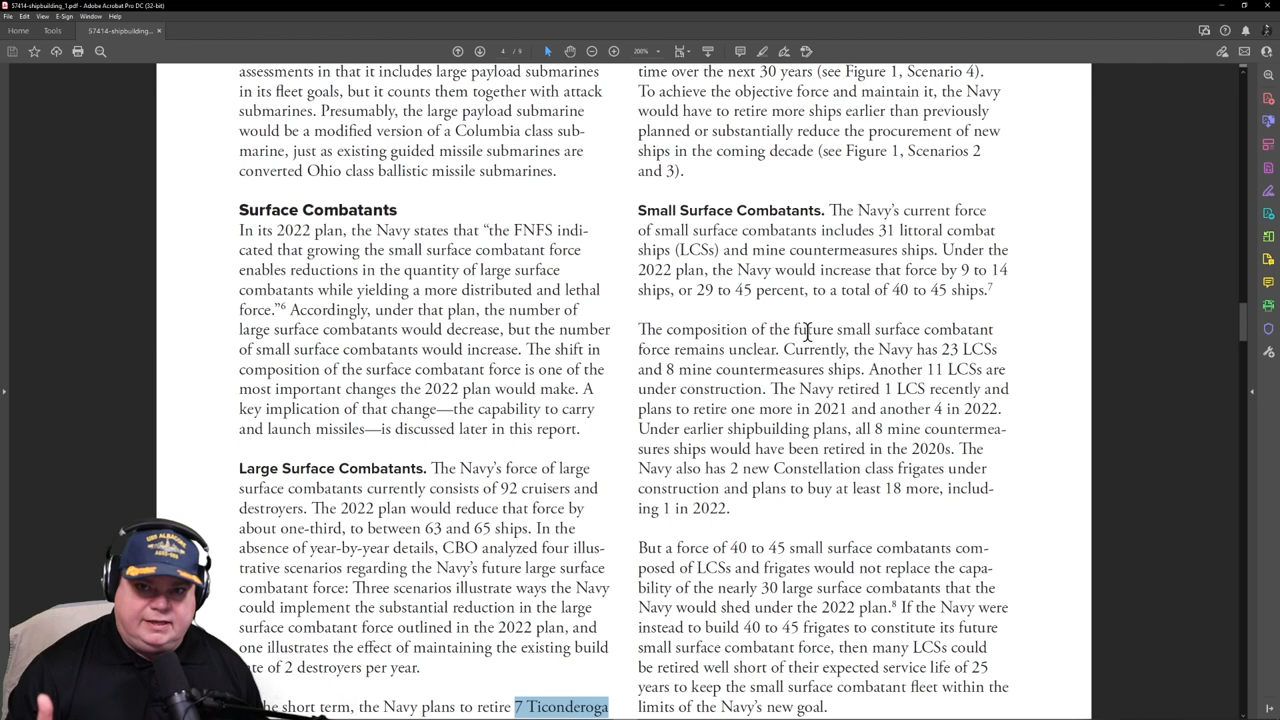 57414-shipbuilding_1.pdf - Adobe Acrobat Pro DC (32-bit)
File Edit View E-Sign Window Help
Home Tools 57414-shipbuilding... ×
4 / 9 200%
assessments in that it includes large payload submarines
in its fleet goals, but it counts them together with attack
submarines. Presumably, the large payload submarine
would be a modified version of a Columbia class sub-
marine, just as existing guided missile submarines are
converted Ohio class ballistic missile submarines.
Surface Combatants
In its 2022 plan, the Navy states that “the FNFS indi-
cated that growing the small surface combatant force
enables reductions in the quantity of large surface
combatants while yielding a more distributed and lethal
force.”6 Accordingly, under that plan, the number of
large surface combatants would decrease, but the number
of small surface combatants would increase. The shift in
composition of the surface combatant force is one of the
most important changes the 2022 plan would make. A
key implication of that change—the capability to carry
and launch missiles—is discussed later in this report.
Large Surface Combatants. The Navy’s force of large
surface combatants currently consists of 92 cruisers and
destroyers. The 2022 plan would reduce that force by
about one-third, to between 63 and 65 ships. In the
absence of year-by-year details, CBO analyzed four illus-
trative scenarios regarding the Navy’s future large surface
combatant force: Three scenarios illustrate ways the Navy
could implement the substantial reduction in the large
surface combatant force outlined in the 2022 plan, and
one illustrates the effect of maintaining the existing build
of 2 destroyers per year.
short term, the Navy plans to retire 7 Ticonderoga
time over the next 30 years (see Figure 1, Scenario 4).
To achieve the objective force and maintain it, the Navy
would have to retire more ships earlier than previously
planned or substantially reduce the procurement of new
ships in the coming decade (see Figure 1, Scenarios 2
and 3).
Small Surface Combatants. The Navy’s current force
of small surface combatants includes 31 littoral combat
ships (LCSs) and mine countermeasures ships. Under the
2022 plan, the Navy would increase that force by 9 to 14
ships, or 29 to 45 percent, to a total of 40 to 45 ships.7
The composition of the future small surface combatant
force remains unclear. Currently, the Navy has 23 LCSs
and 8 mine countermeasures ships. Another 11 LCSs are
under construction. The Navy retired 1 LCS recently and
plans to retire one more in 2021 and another 4 in 2022.
Under earlier shipbuilding plans, all 8 mine countermea-
sures ships would have been retired in the 2020s. The
Navy also has 2 new Constellation class frigates under
construction and plans to buy at least 18 more, includ-
ing 1 in 2022.
But a force of 40 to 45 small surface combatants com-
posed of LCSs and frigates would not replace the capa-
bility of the nearly 30 large surface combatants that the
Navy would shed under the 2022 plan.8 If the Navy were
instead to build 40 to 45 frigates to constitute its future
small surface combatant force, then many LCSs could
be retired well short of their expected service life of 25
years to keep the small surface combatant fleet within the
limits of the Navy’s new goal.
USS ALBACORE